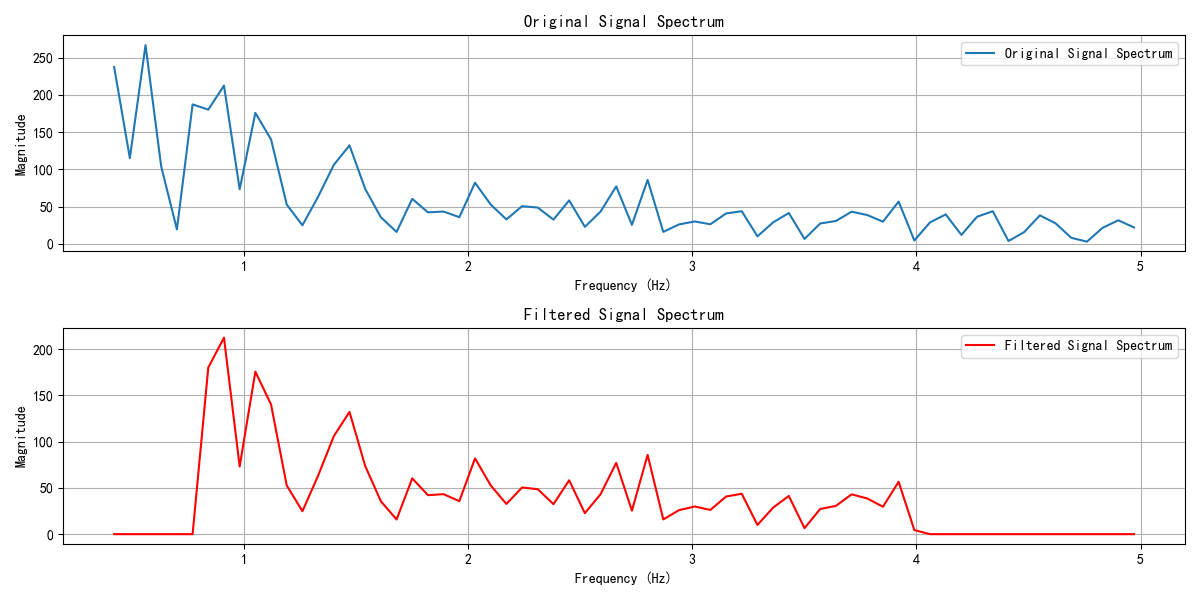 Original Signal Spectrum
Original Signal Spectrum
Magnitude
250
200
150
100
50
0
1 2 3 4 5
Frequency (Hz)
Filtered Signal Spectrum
Filtered Signal Spectrum
Magnitude
200
150
100
50
0
1 2 3 4 5
Frequency (Hz)